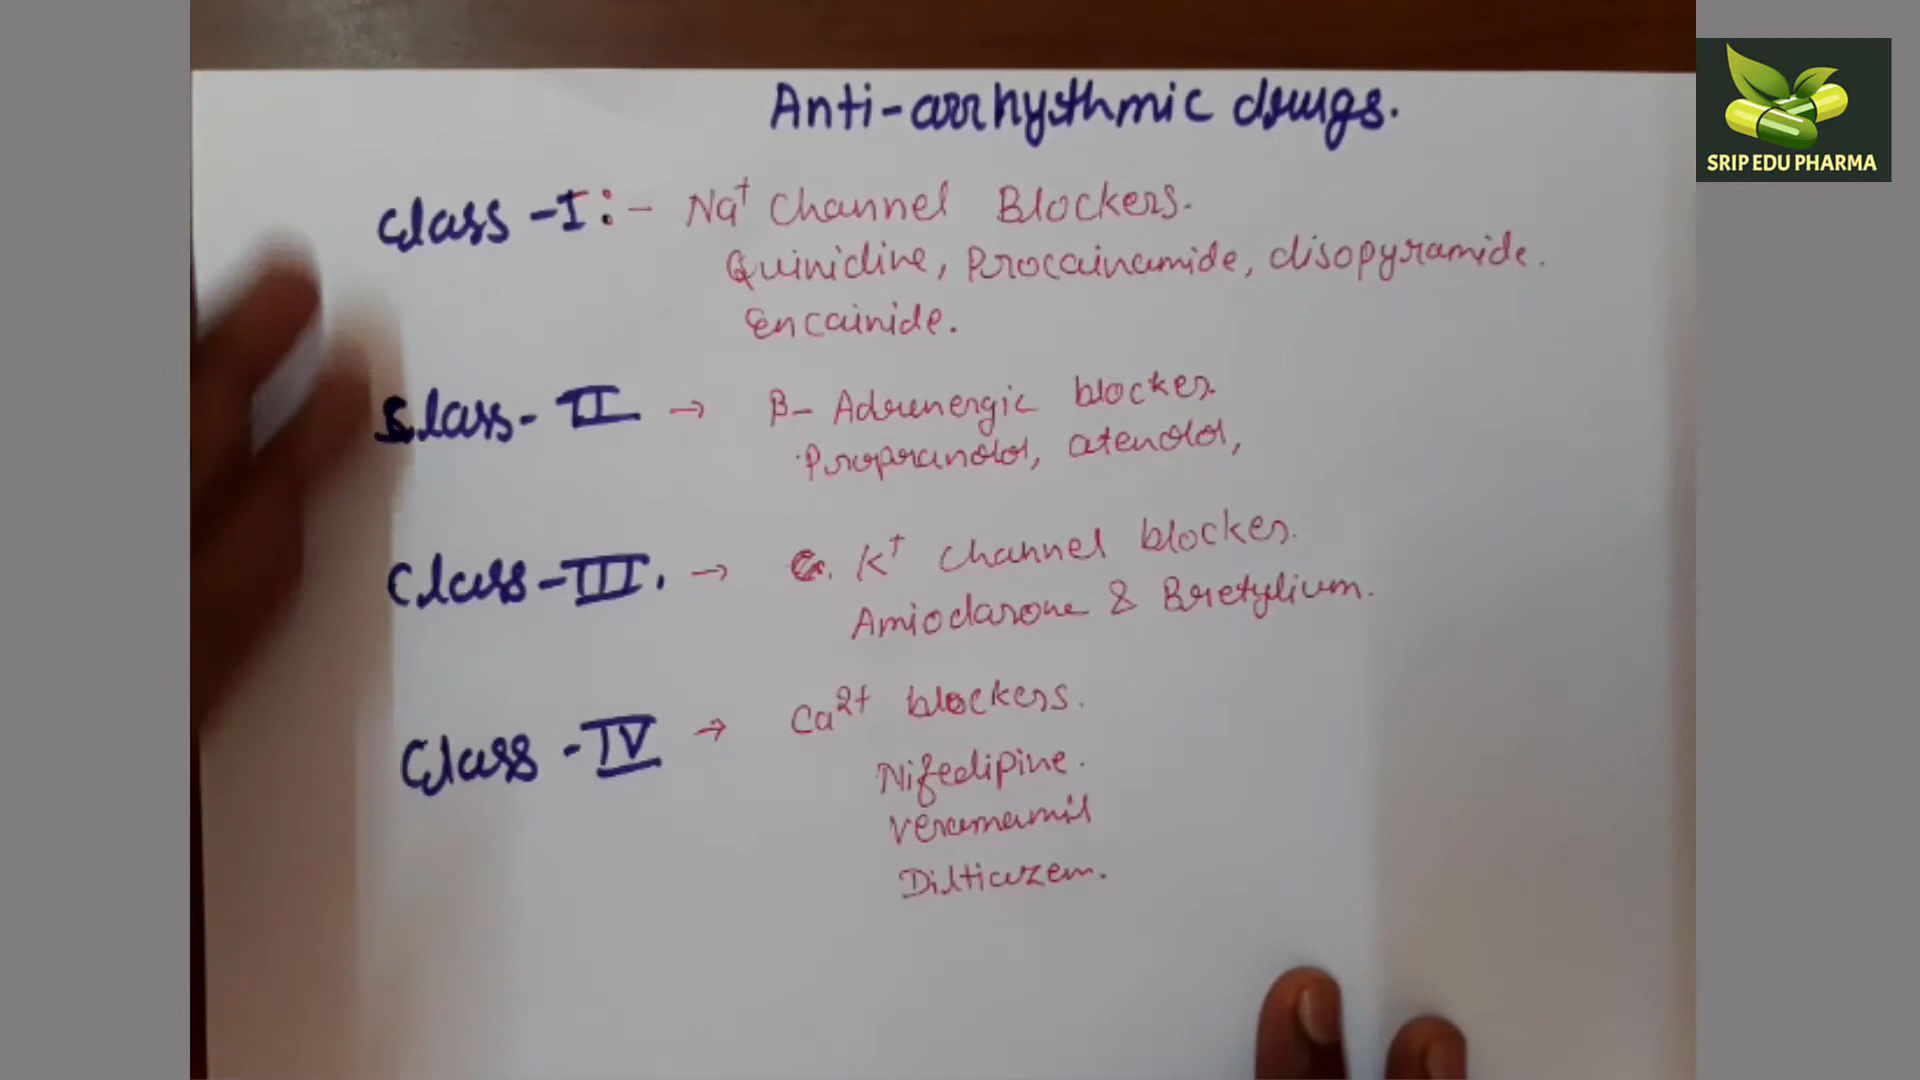 Anti-arrhysthmic drugs.
SRIP EDU PHARMA
Class -I :- Na+ Channel Blockers.
Quinidine, Procainamide, disopyramide.
Encainide.
Class- II → β- Adrenergic blocker
Propranolol, atenolol,
Class-III. → K+ channel blocker.
Amiodarone & Bretylium.
Class -IV → Ca2+ blockers.
Nifedipine.
Veramamil
Diltiazem.